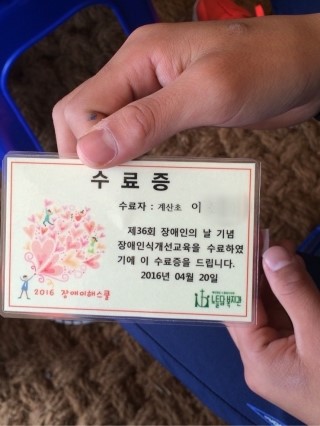 수 료 증
수료자 : 계산초 이
제36회 장애인의 날 기념
장애인식개선교육을 수료하였
기에 이 수료증을 드립니다.
2016년 04월 20일
2016 장애이해스쿨